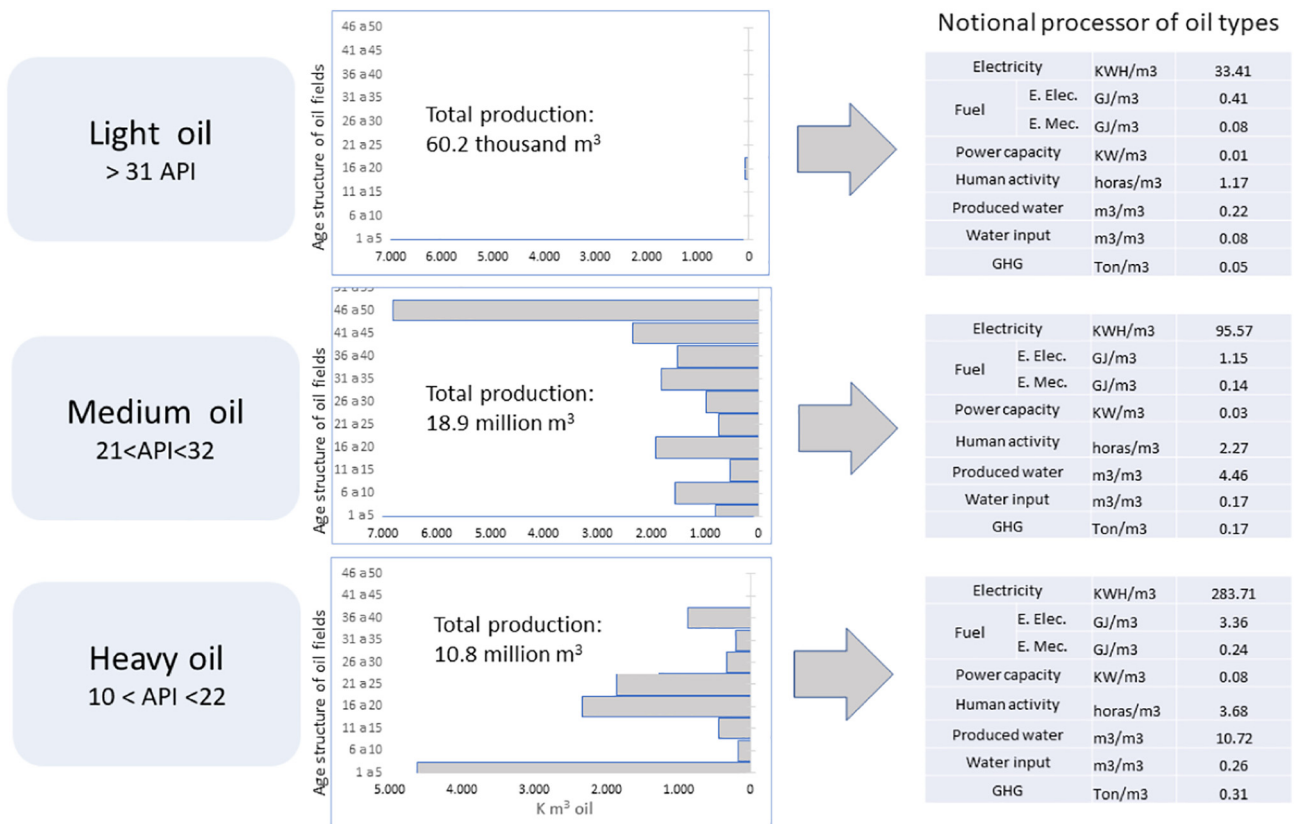 Notional processor of oil types
Light oil
> 31 API
Age structure of oil fields
46 a 50
41 a 45
36 a 40
31 a 35
26 a 30
21 a 25
16 a 20
11 a 15
6 a 10
1 a 5
Total production:
60.2 thousand m³
7.000 6.000 5.000 4.000 3.000 2.000 1.000 0
Electricity KWH/m3 33.41
Fuel E. Elec. GJ/m3 0.41
E. Mec. GJ/m3 0.08
Power capacity KW/m3 0.01
Human activity horas/m3 1.17
Produced water m3/m3 0.22
Water input m3/m3 0.08
GHG Ton/m3 0.05
Medium oil
21<API<32
Age structure of oil fields
46 a 50
41 a 45
36 a 40
31 a 35
26 a 30
21 a 25
16 a 20
11 a 15
6 a 10
1 a 5
Total production:
18.9 million m³
7.000 6.000 5.000 4.000 3.000 2.000 1.000 0
Electricity KWH/m3 95.57
Fuel E. Elec. GJ/m3 1.15
E. Mec. GJ/m3 0.14
Power capacity KW/m3 0.03
Human activity horas/m3 2.27
Produced water m3/m3 4.46
Water input m3/m3 0.17
GHG Ton/m3 0.17
Heavy oil
10 < API <22
Age structure of oil fields
46 a 50
41 a 45
36 a 40
31 a 35
26 a 30
21 a 25
16 a 20
11 a 15
6 a 10
1 a 5
Total production:
10.8 million m³
5.000 4.000 3.000 2.000 1.000 0
K m³ oil
Electricity KWH/m3 283.71
Fuel E. Elec. GJ/m3 3.36
E. Mec. GJ/m3 0.24
Power capacity KW/m3 0.08
Human activity horas/m3 3.68
Produced water m3/m3 10.72
Water input m3/m3 0.26
GHG Ton/m3 0.31